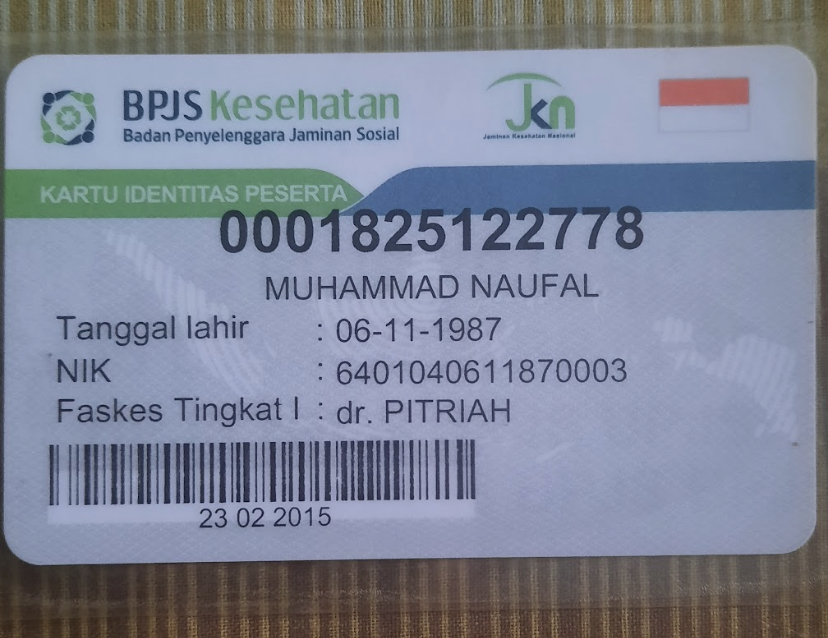 BPJS Kesehatan
Badan Penyelenggara Jaminan Sosial
Jkn
Jaminan Kesehatan Nasional
KARTU IDENTITAS PESERTA
0001825122778
MUHAMMAD NAUFAL
Tanggal lahir : 06-11-1987
NIK : 6401040611870003
Faskes Tingkat I : dr. PITRIAH
23 02 2015